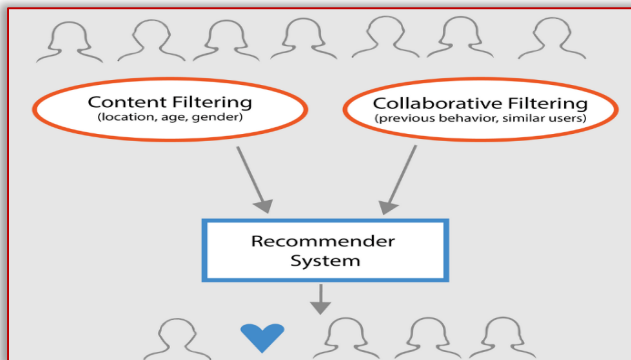 Content Filtering
(location, age, gender)
Collaborative Filtering
(previous behavior, similar users)
Recommender
System